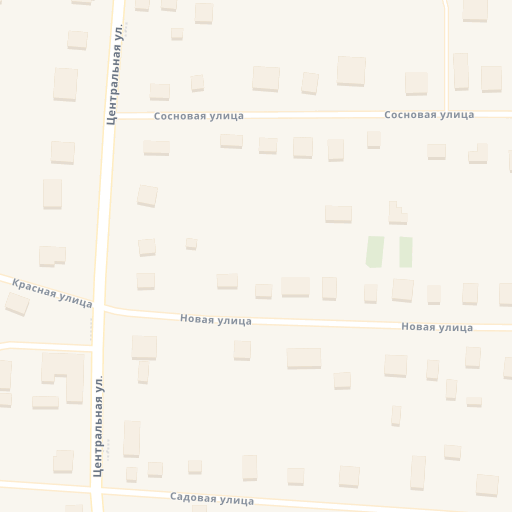 Центральная ул.
Сосновая улица
Сосновая улица
Красная улица
Новая улица
Новая улица
Центральная ул.
Садовая улица